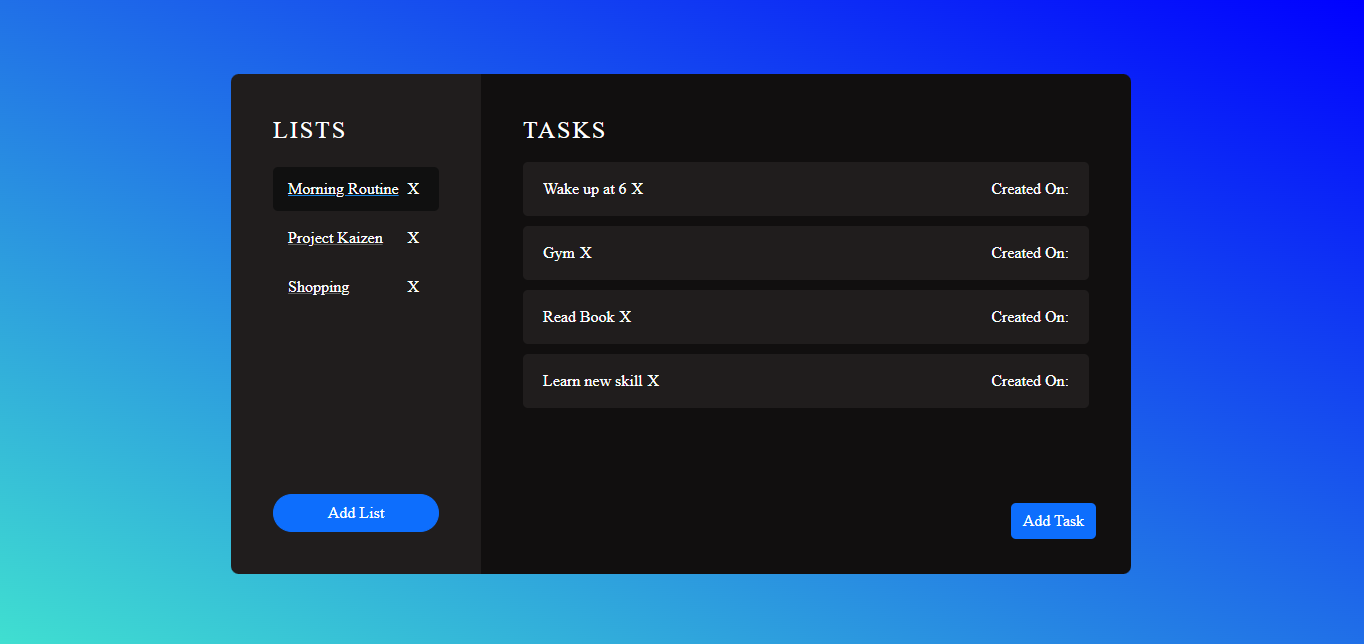 LISTS
Morning Routine X
Project Kaizen X
Shopping X
Add List
TASKS
Wake up at 6 X Created On:
Gym X Created On:
Read Book X Created On:
Learn new skill X Created On:
Add Task